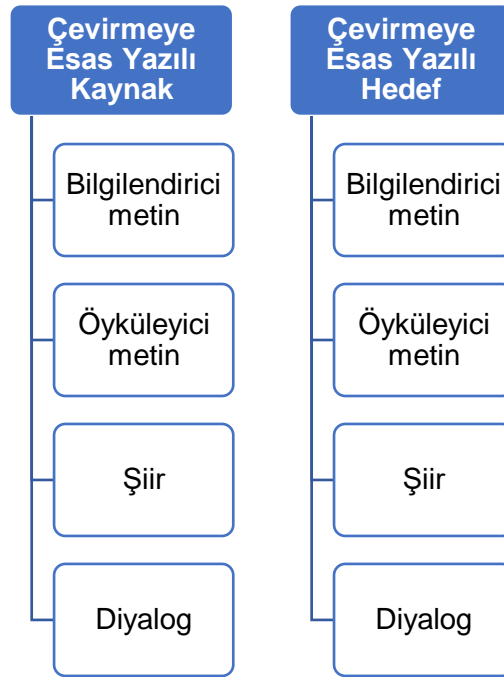 Çevirmeye
Esas Yazılı
Kaynak
Bilgilendirici
metin
Öyküleyici
metin
Şiir
Diyalog
Çevirmeye
Esas Yazılı
Hedef
Bilgilendirici
metin
Öyküleyici
metin
Şiir
Diyalog